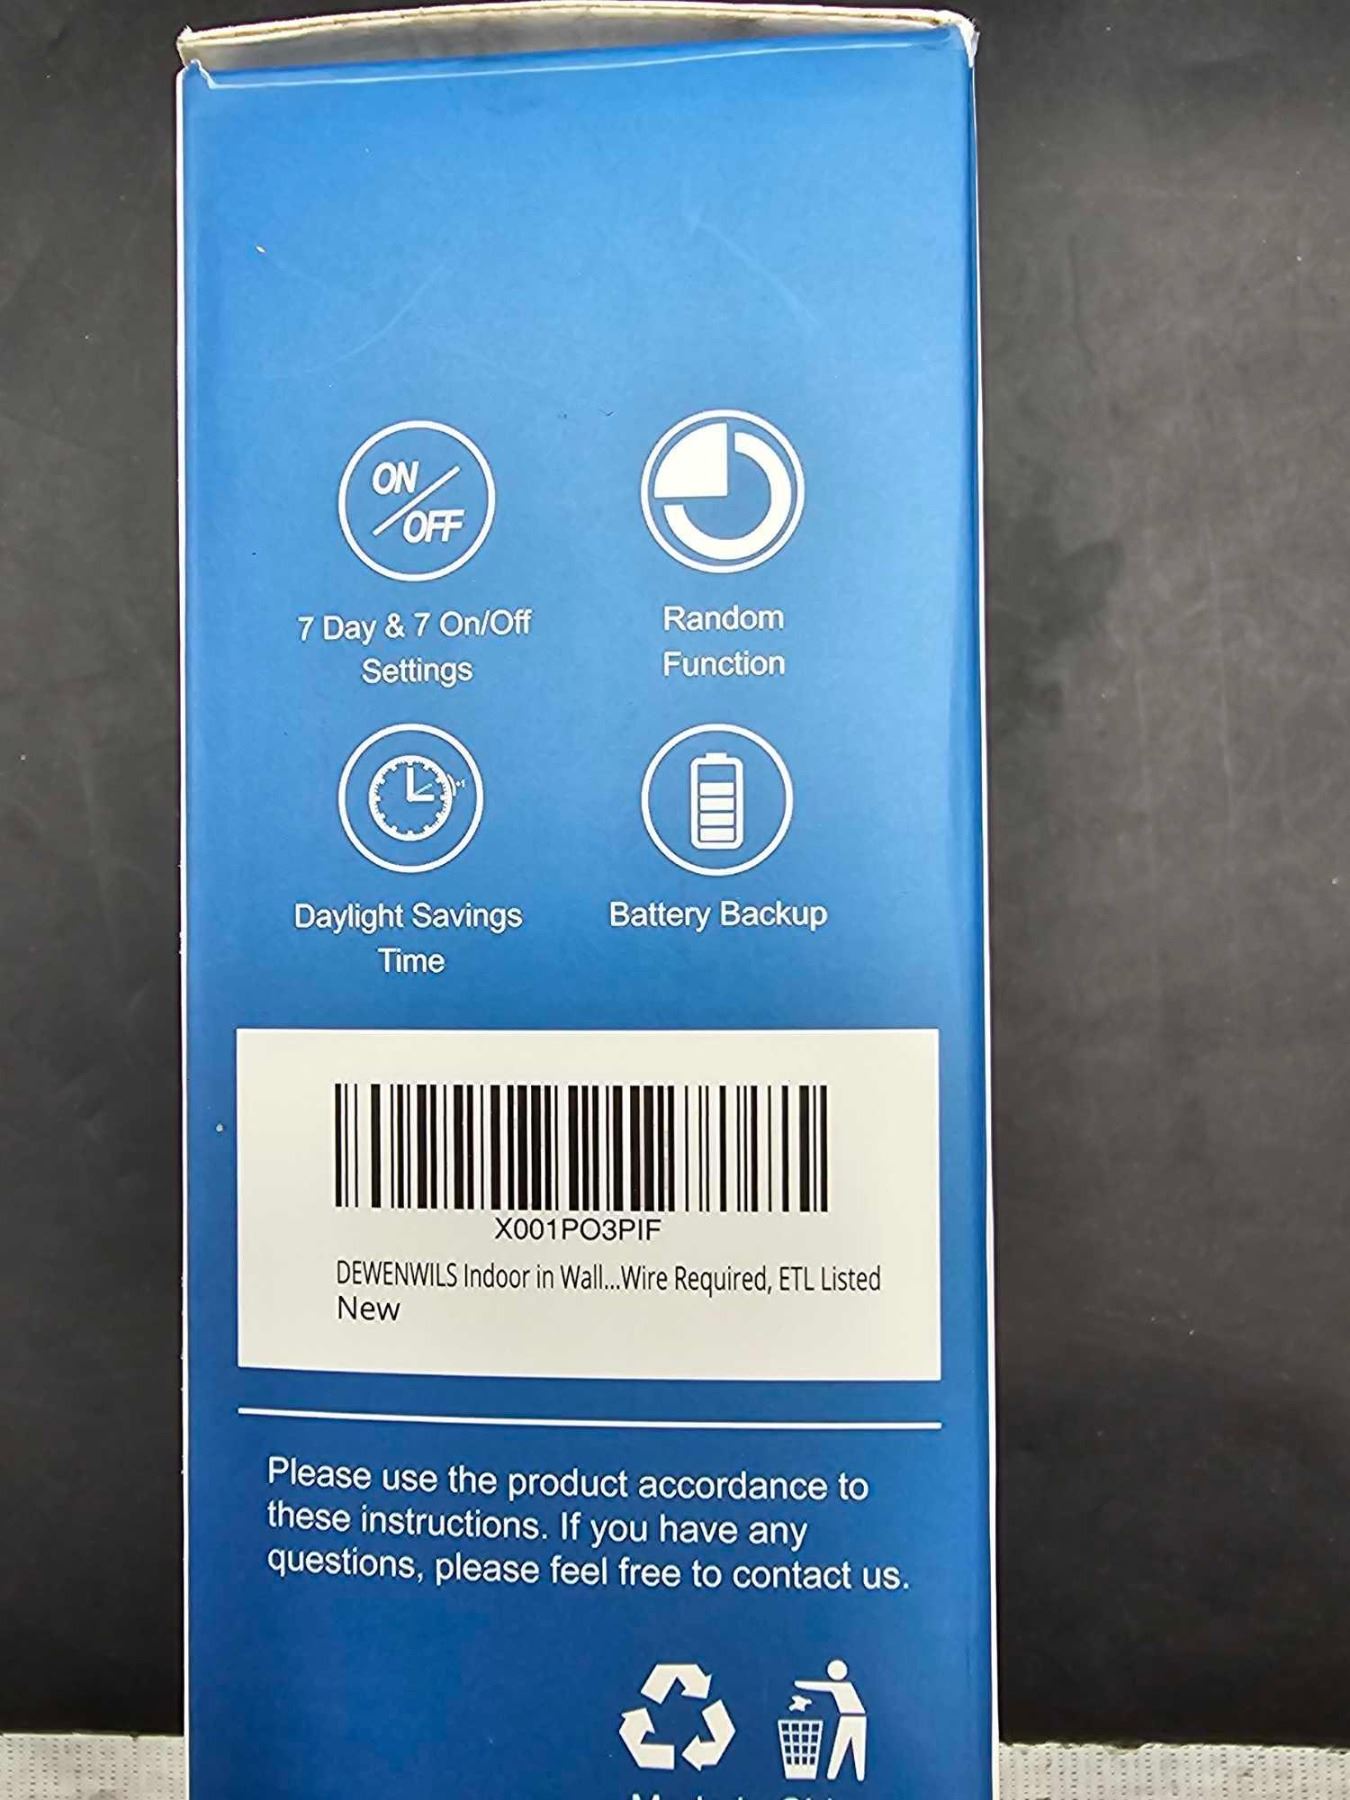 ON
OFF
7 Day & 7 On/Off
Settings
Random
Function
Daylight Savings
Time
Battery Backup
X001PO3PIF
DEWENWILS Indoor in Wall...Wire Required, ETL Listed
New
Please use the product accordance to
these instructions. If you have any
questions, please feel free to contact us.